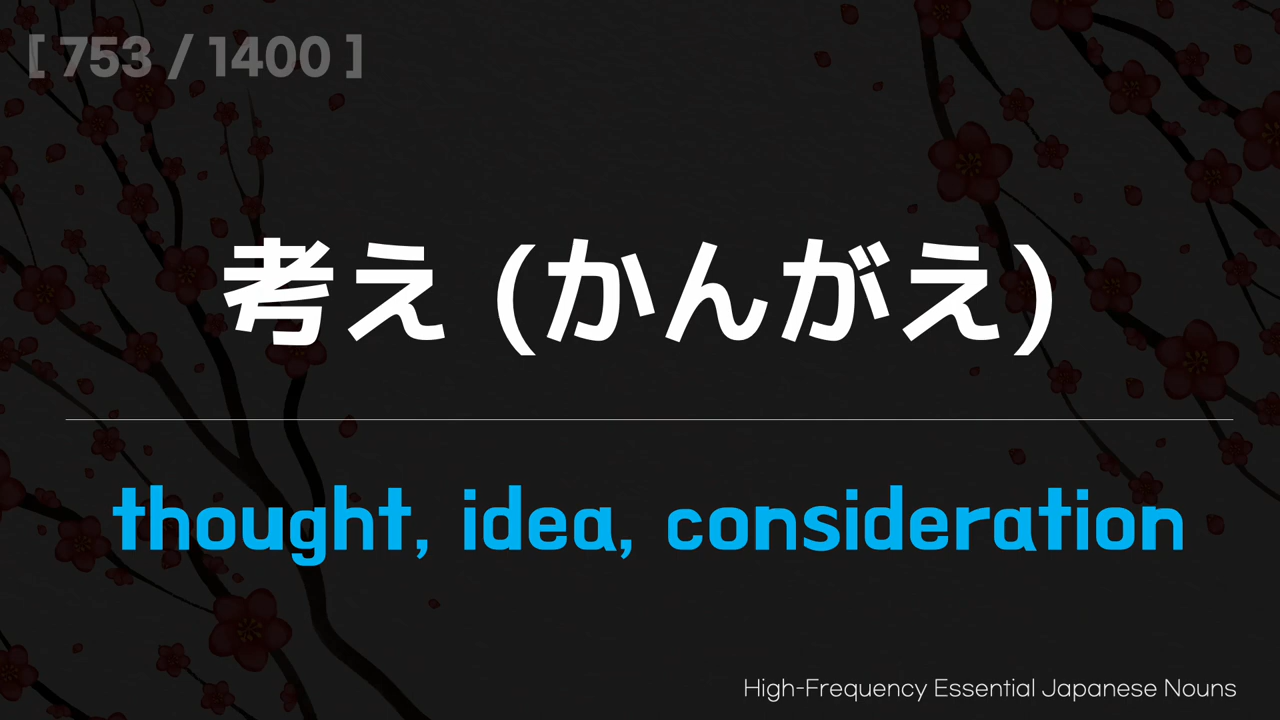 [ 753 / 1400 ]
考え (かんがえ)
thought, idea, consideration
High-Frequency Essential Japanese Nouns